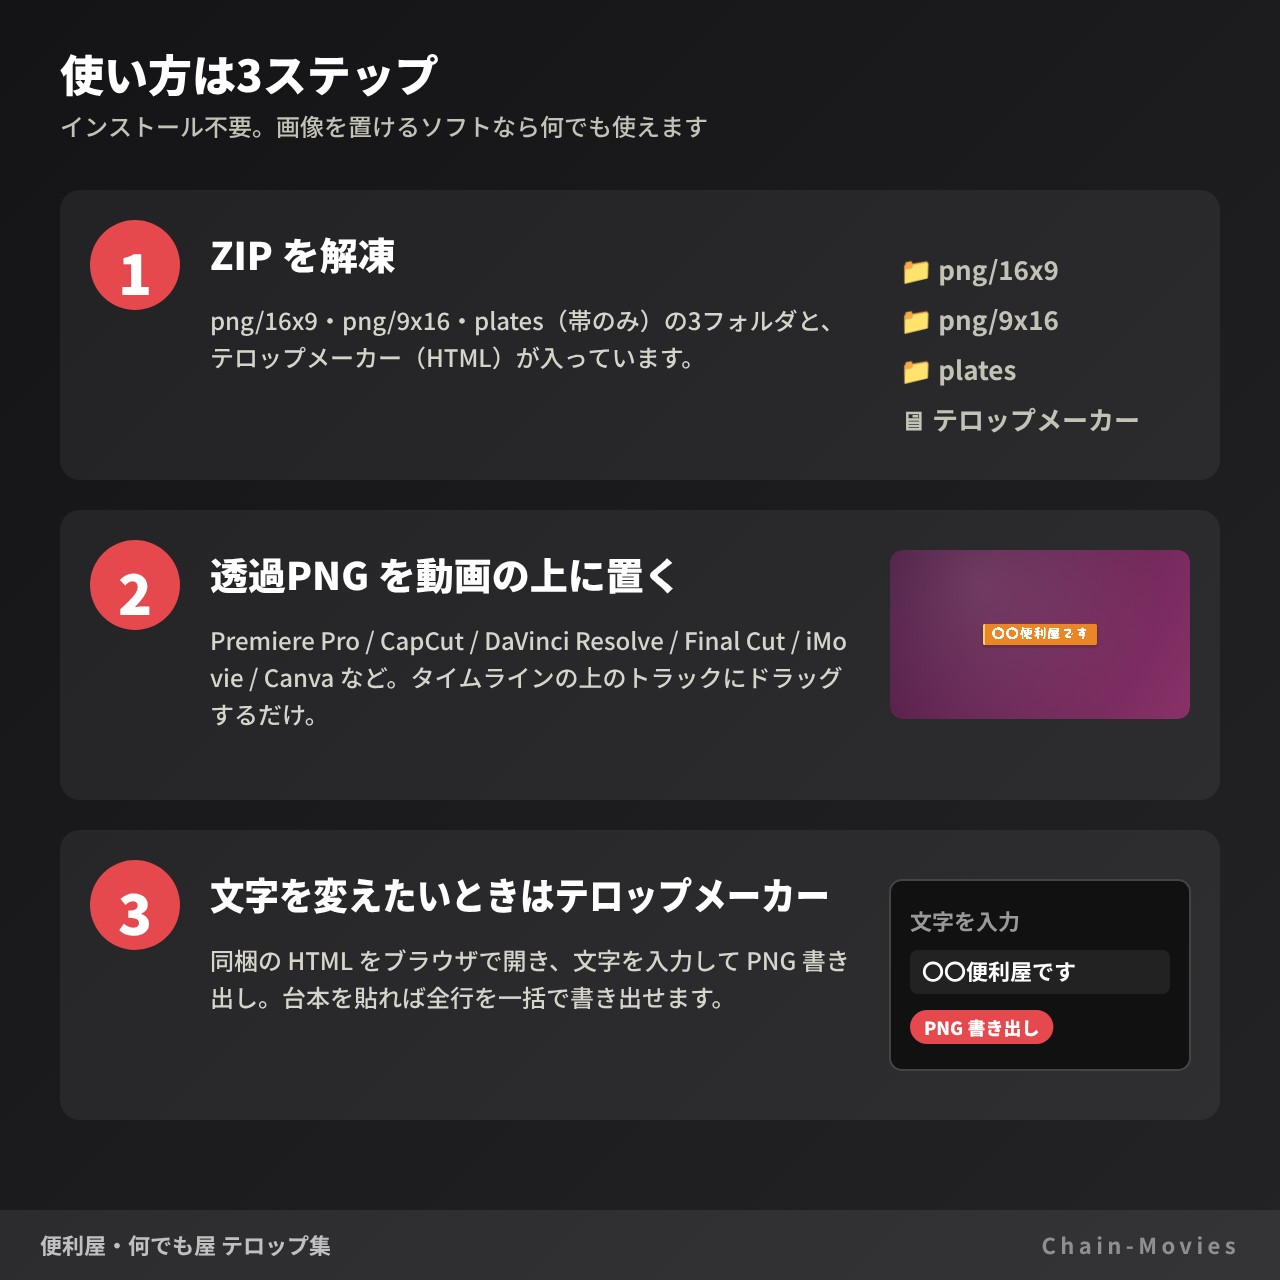 使い方は3ステップ
インストール不要。画像を置けるソフトなら何でも使えます
1
ZIP を解凍
png/16x9・png/9x16・plates（帯のみ）の3フォルダと、
テロップメーカー（HTML）が入っています。
📁 png/16x9
📁 png/9x16
📁 plates
🖥 テロップメーカー
2
透過PNG を動画の上に置く
Premiere Pro / CapCut / DaVinci Resolve / Final Cut / iMo
vie / Canva など。タイムラインの上のトラックにドラッグ
するだけ。
〇〇便利屋です
3
文字を変えたいときはテロップメーカー
同梱の HTML をブラウザで開き、文字を入力して PNG 書き
出し。台本を貼れば全行を一括で書き出せます。
文字を入力
〇〇便利屋です
PNG 書き出し
便利屋・何でも屋 テロップ集
Chain-Movies